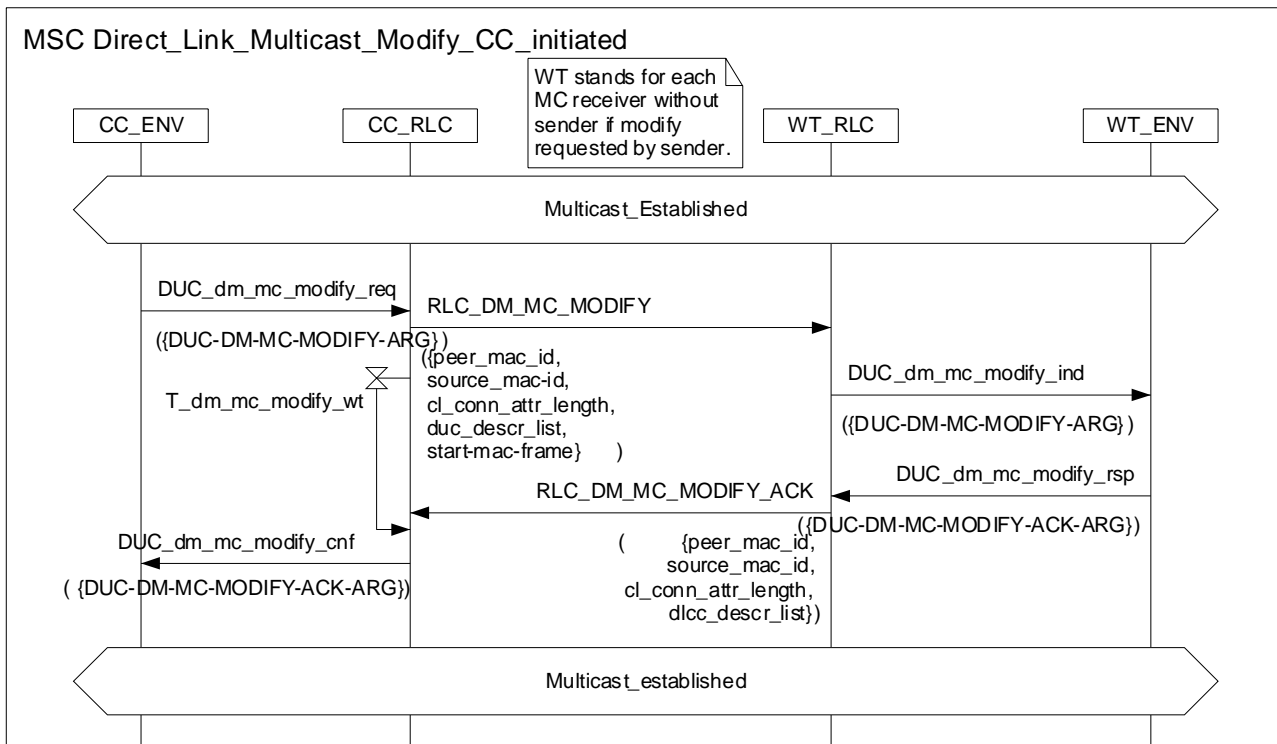 MSC Direct_Link_Multicast_Modify_CC_initiated
WT stands for each
MC receiver without
sender if modify
requested by sender.
CC_ENV
CC_RLC
WT_RLC
WT_ENV
Multicast_Established
DUC_dm_mc_modify_req
({DUC-DM-MC-MODIFY-ARG})
RLC_DM_MC_MODIFY
({peer_mac_id,
source_mac-id,
cl_conn_attr_length,
duc_descr_list,
start-mac-frame} )
T_dm_mc_modify_wt
DUC_dm_mc_modify_ind
({DUC-DM-MC-MODIFY-ARG} )
DUC_dm_mc_modify_rsp
({DUC-DM-MC-MODIFY-ACK-ARG})
RLC_DM_MC_MODIFY_ACK
( {peer_mac_id,
source_mac_id,
cl_conn_attr_length,
dlcc_descr_list})
DUC_dm_mc_modify_cnf
( {DUC-DM-MC-MODIFY-ACK-ARG})
Multicast_established